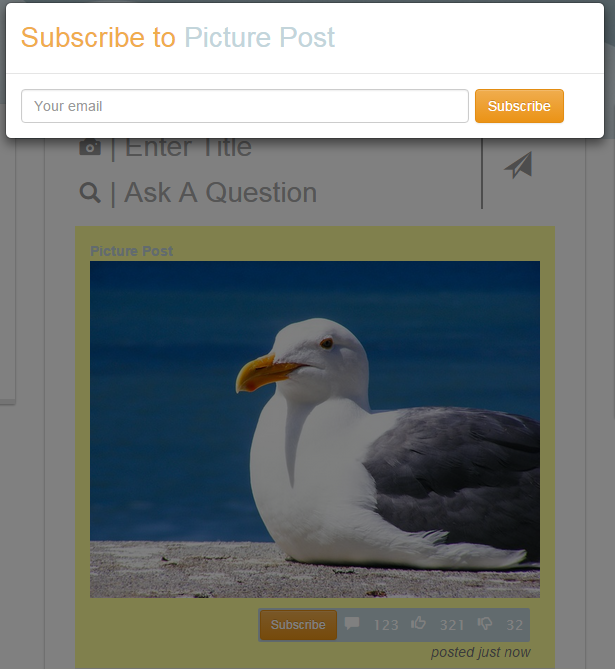 Subscribe to Picture Post
Your email
Subscribe
| Enter Title
| Ask A Question
Picture Post
Subscribe 123 321 32
posted just now